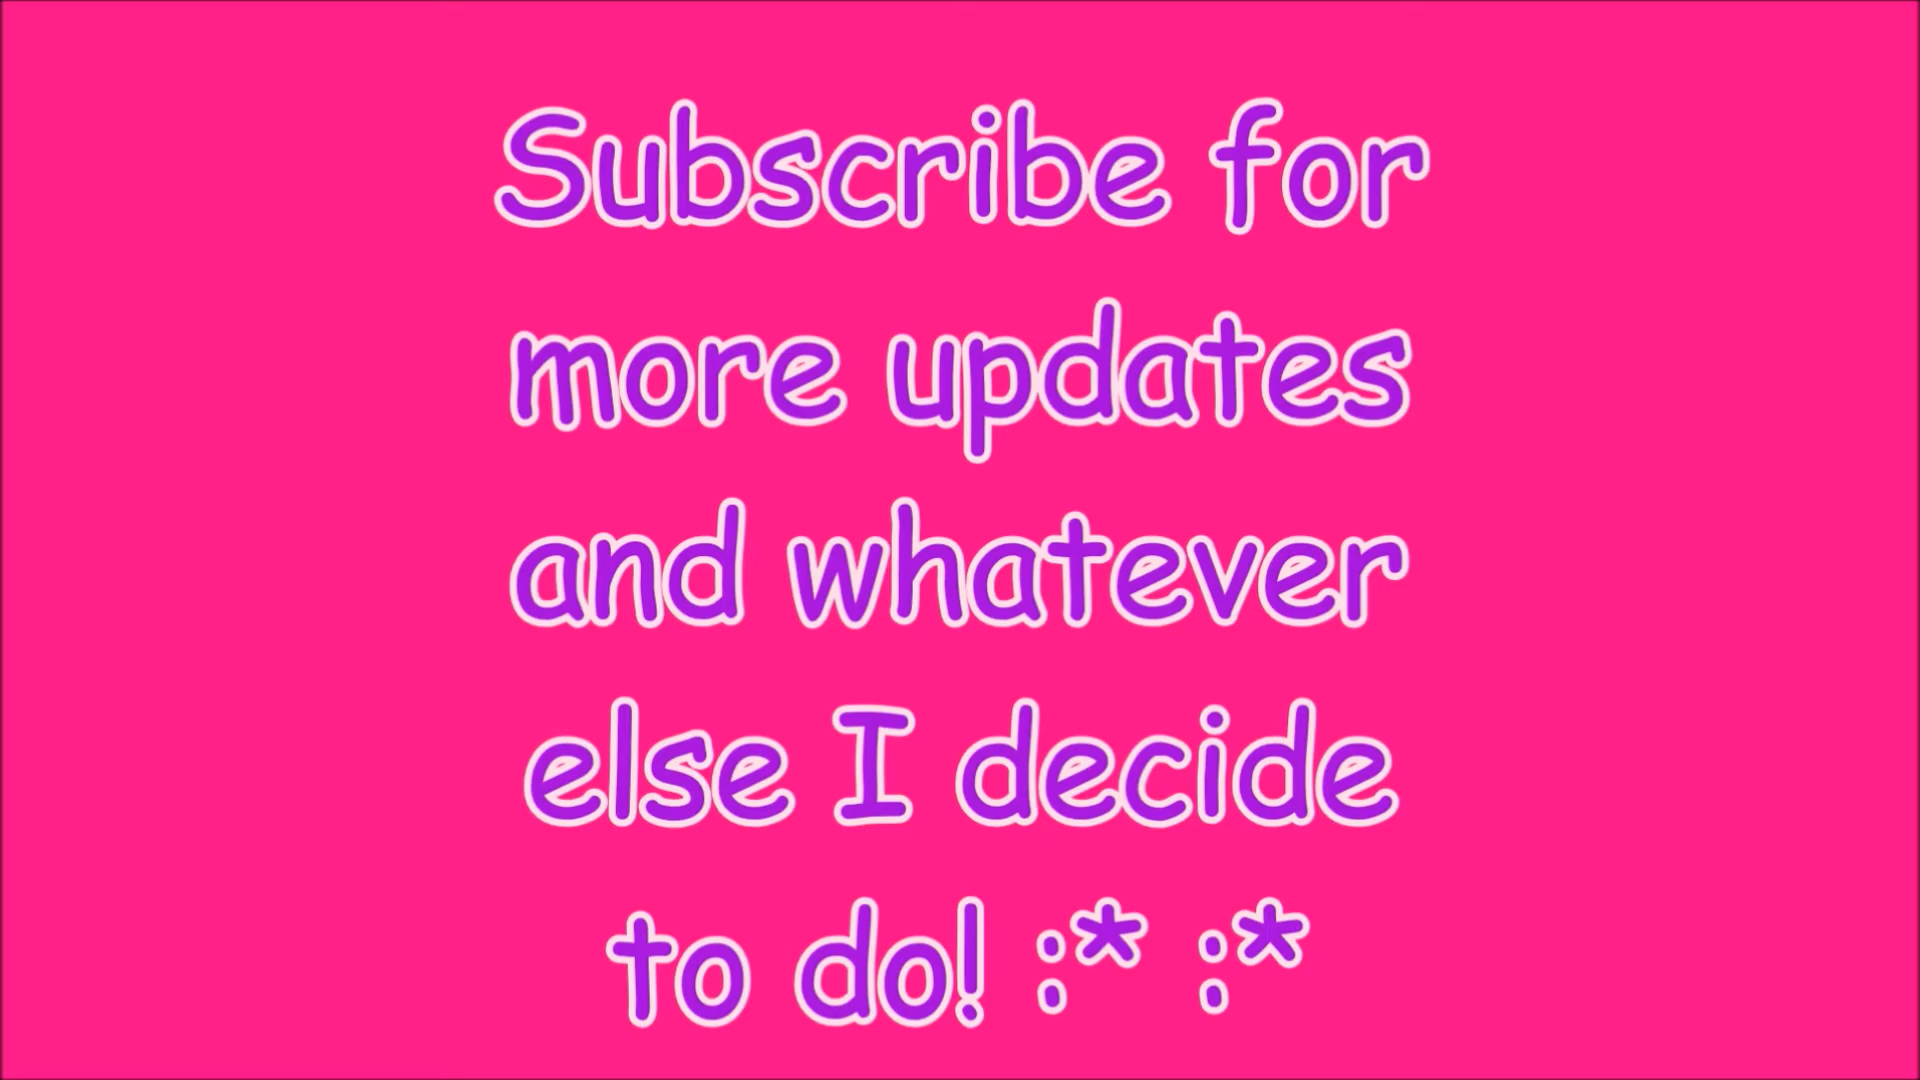 Subscribe for
more updates
and whatever
else I decide
to do! :* :*